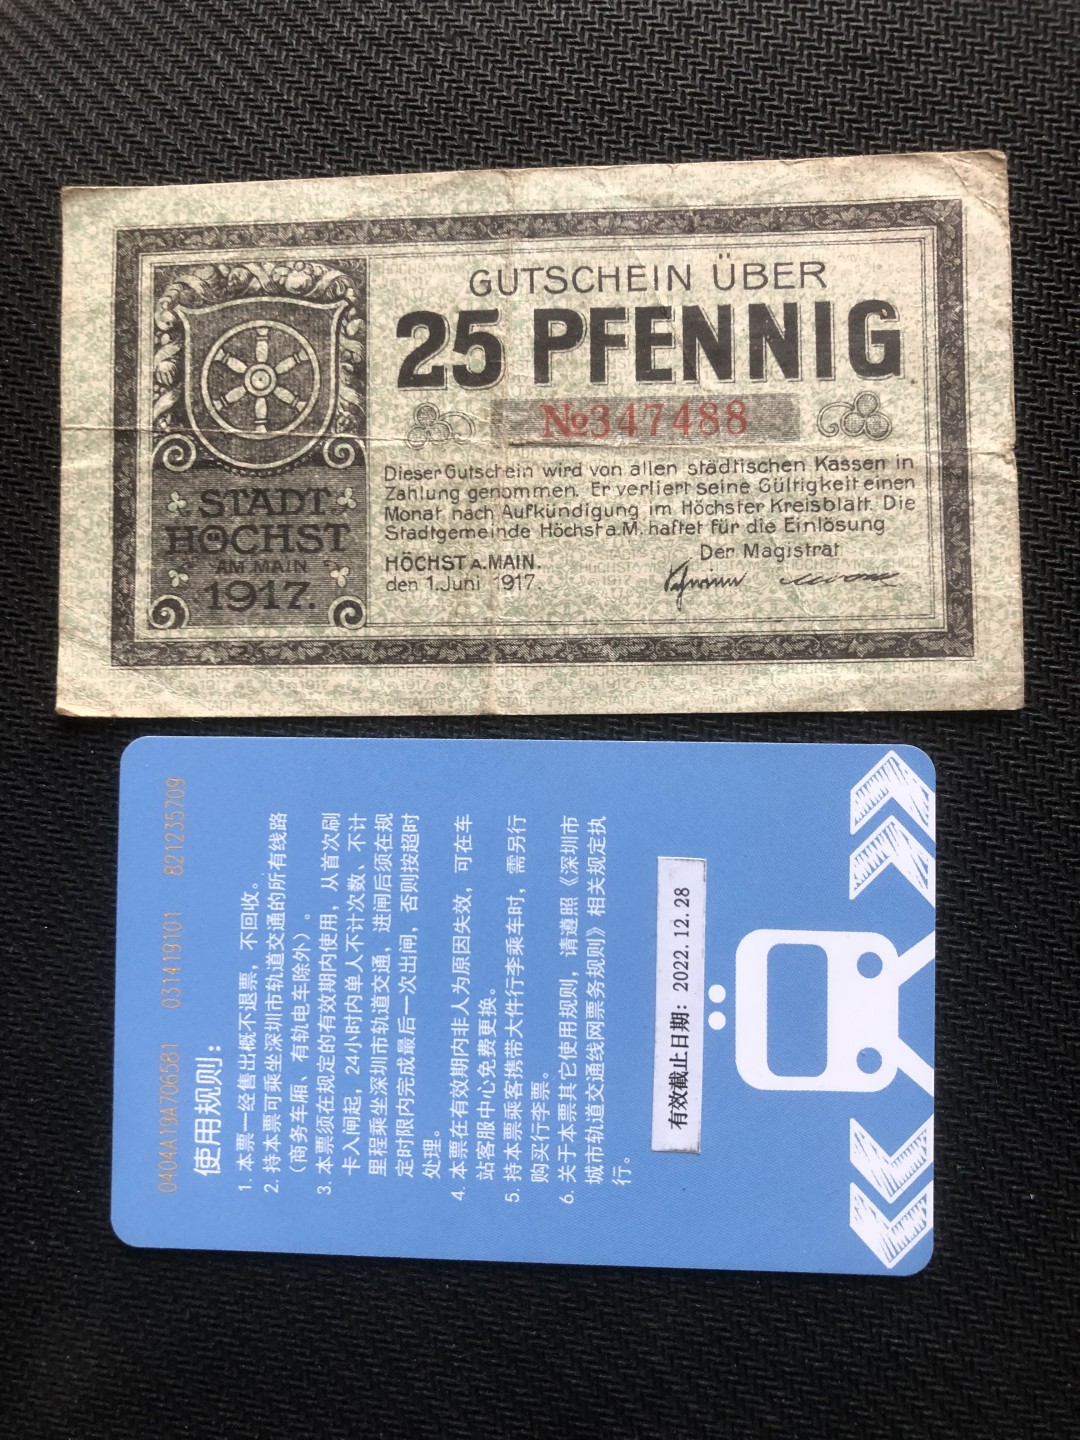 GUTSCHEIN ÜBER
25 PFENNIG
№347488
Dieser Gutschein wird von allen städtischen Kassen in
Zahlung genommen. Er verliert seine Gültigkeit einen
Monat nach Aufkündigung im Höchster Kreisblatt. Die
Stadtgemeinde Höchst a. M. haftet für die Einlösung
HÖCHST A. MAIN.
den 1. Juni 1917.
Der Magistrat
STADT
HÖCHST
AM MAIN
1917.
0404A19A706581 031419101 821235709
使用规则：
1. 本票一经售出概不退票，不回收。
2. 持本票可乘坐深圳市轨道交通的所有线路
（商务车厢、有轨电车除外）。
3. 本票须在规定的有效期内使用，从首次刷
卡入闸起，24小时内单人不计次数、不计
里程乘坐深圳市轨道交通，进闸后须在规
定时限内完成最后一次出闸，否则按超时
处理。
4. 本票在有效期内非人为原因失效，可在车
站客服中心免费更换。
5. 持本票乘客携带大件行李乘车时，需另行
购买行李票。
6. 关于本票其它使用规则，请遵照《深圳市
城市轨道交通线网票务规则》相关规定执
行。
有效截止日期：2022.12.28